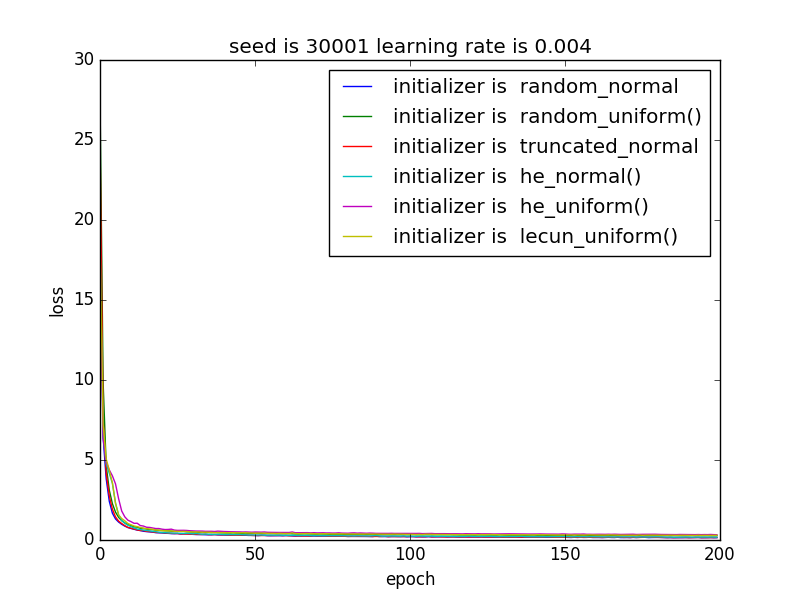 seed is 30001 learning rate is 0.004
30
25
20
15
10
5
0
loss
initializer is  random_normal
initializer is  random_uniform()
initializer is  truncated_normal
initializer is  he_normal()
initializer is  he_uniform()
initializer is  lecun_uniform()
0 50 100 150 200
epoch